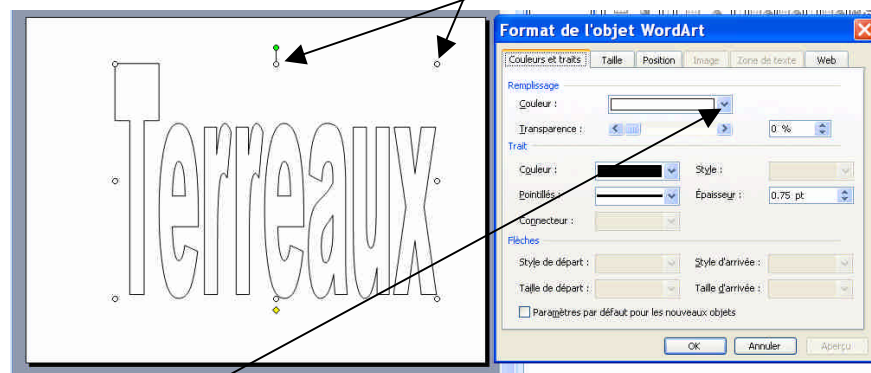 Terreaux
Format de l'objet WordArt
Couleurs et traits Taille Position Image Zone de texte Web
Remplissage
Couleur :
Transparence : 0 %
Trait
Couleur : Style :
Pointillés : Épaisseur : 0.75 pt
Connecteur :
Flèches
Style de départ : Style d'arrivée :
Taille de départ : Taille d'arrivée :
Paramètres par défaut pour les nouveaux objets
OK Annuler Aperçu